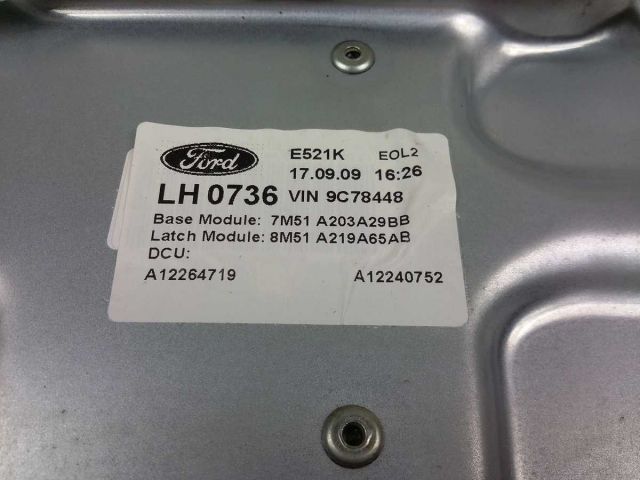 Ford E521K EOL2
17.09.09 16:26
LH 0736 VIN 9C78448
Base Module: 7M51 A203A29BB
Latch Module: 8M51 A219A65AB
DCU:
A12264719 A12240752